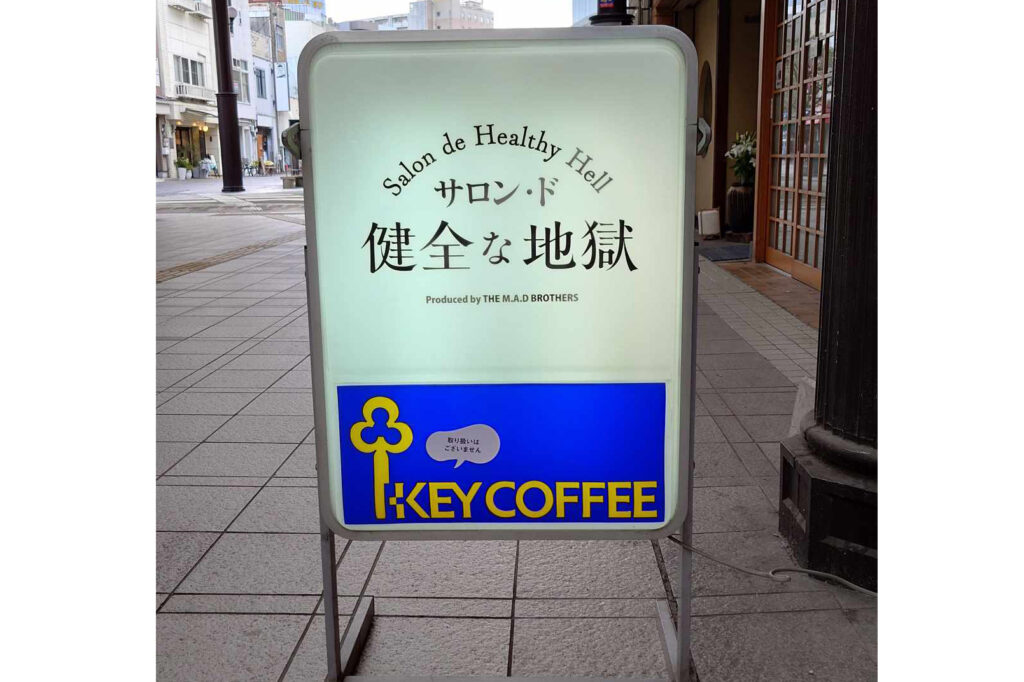 Salon de Healthy Hell
サロン・ド
健全な地獄
Produced by THE M.A.D BROTHERS
取り扱いは
ございません
KEY COFFEE